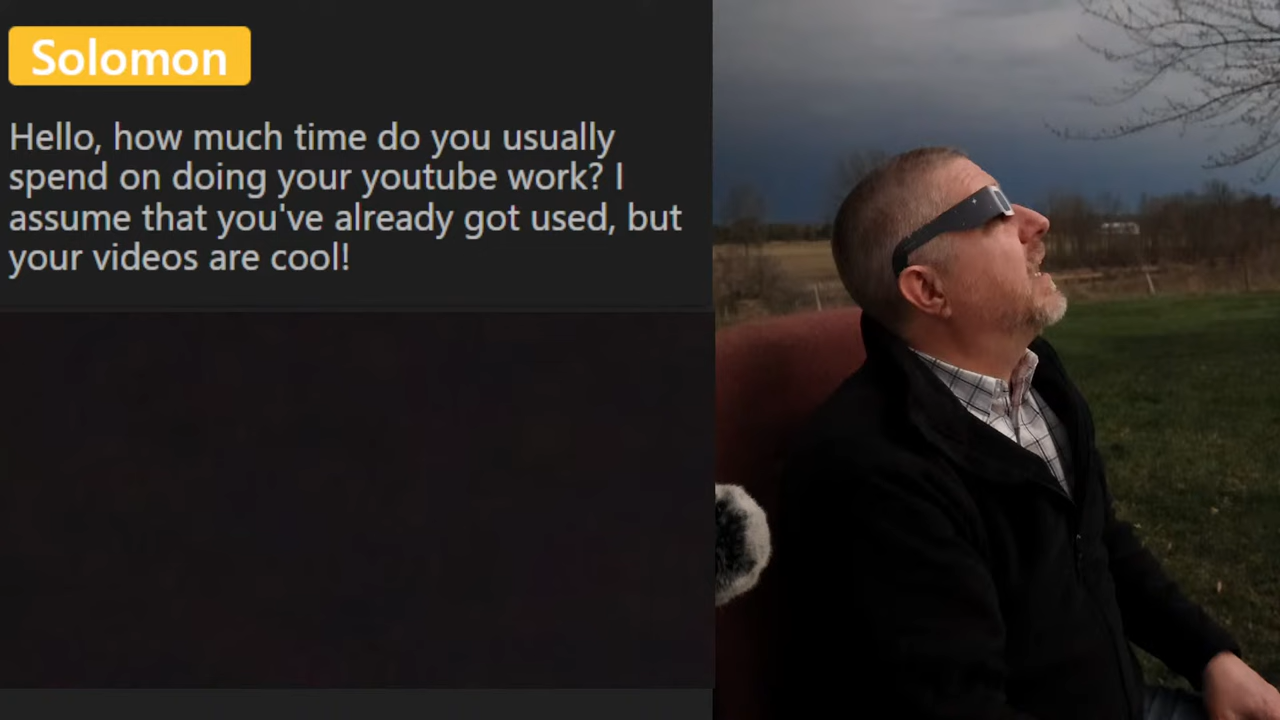 Solomon
Hello, how much time do you usually
spend on doing your youtube work? I
assume that you've already got used, but
your videos are cool!